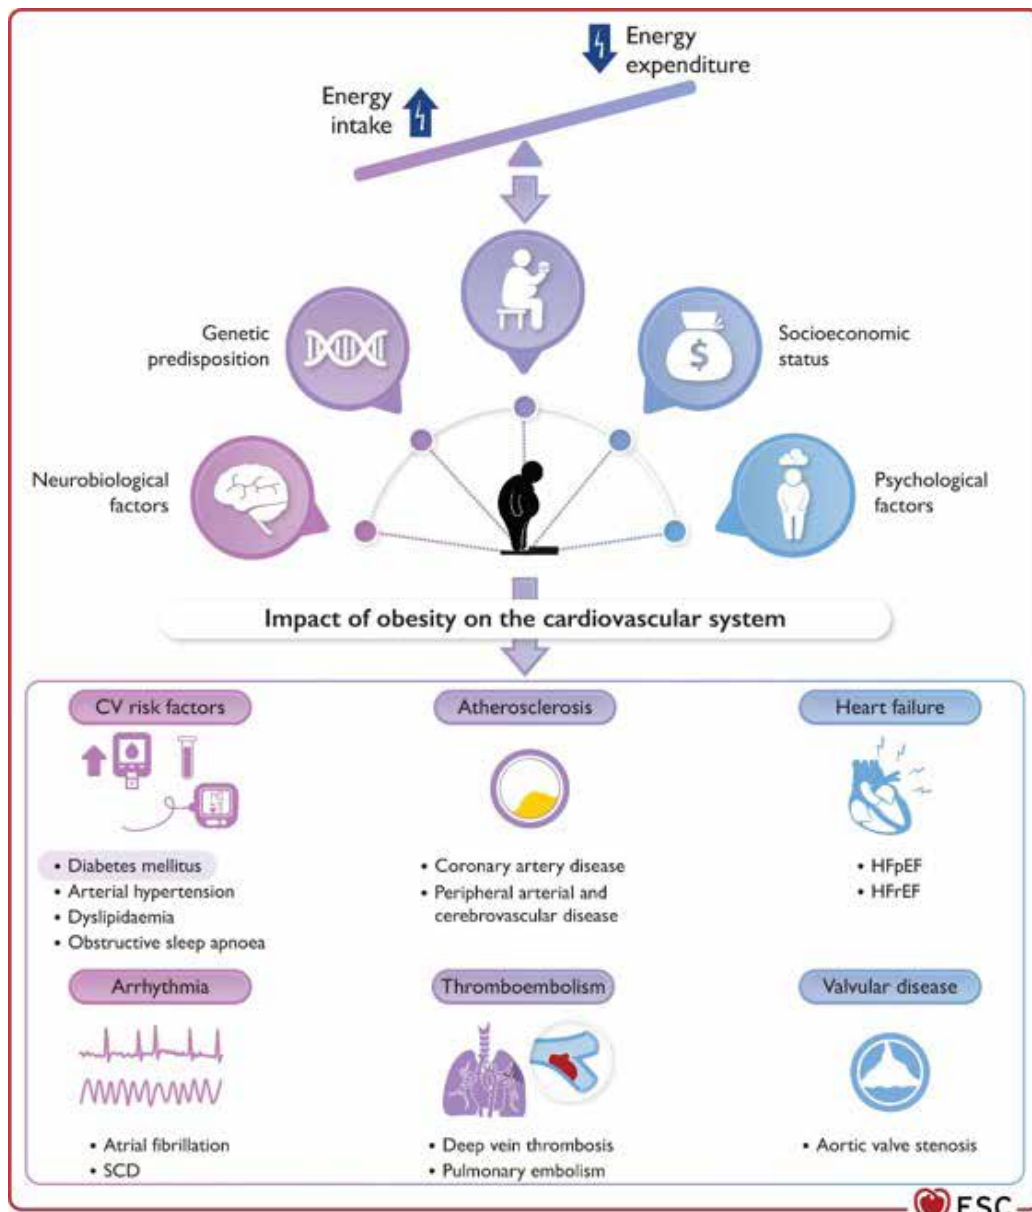 Energy
expenditure
Energy
intake
Genetic
predisposition
$
Socioeconomic
status
Neurobiological
factors
Psychological
factors
Impact of obesity on the cardiovascular system
CV risk factors
Atherosclerosis
Heart failure
• Diabetes mellitus
• Arterial hypertension
• Dyslipidaemia
• Obstructive sleep apnoea
• Coronary artery disease
• Peripheral arterial and
cerebrovascular disease
• HFpEF
• HFrEF
Arrhythmia
Thromboembolism
Valvular disease
• Atrial fibrillation
• SCD
• Deep vein thrombosis
• Pulmonary embolism
• Aortic valve stenosis
ESC